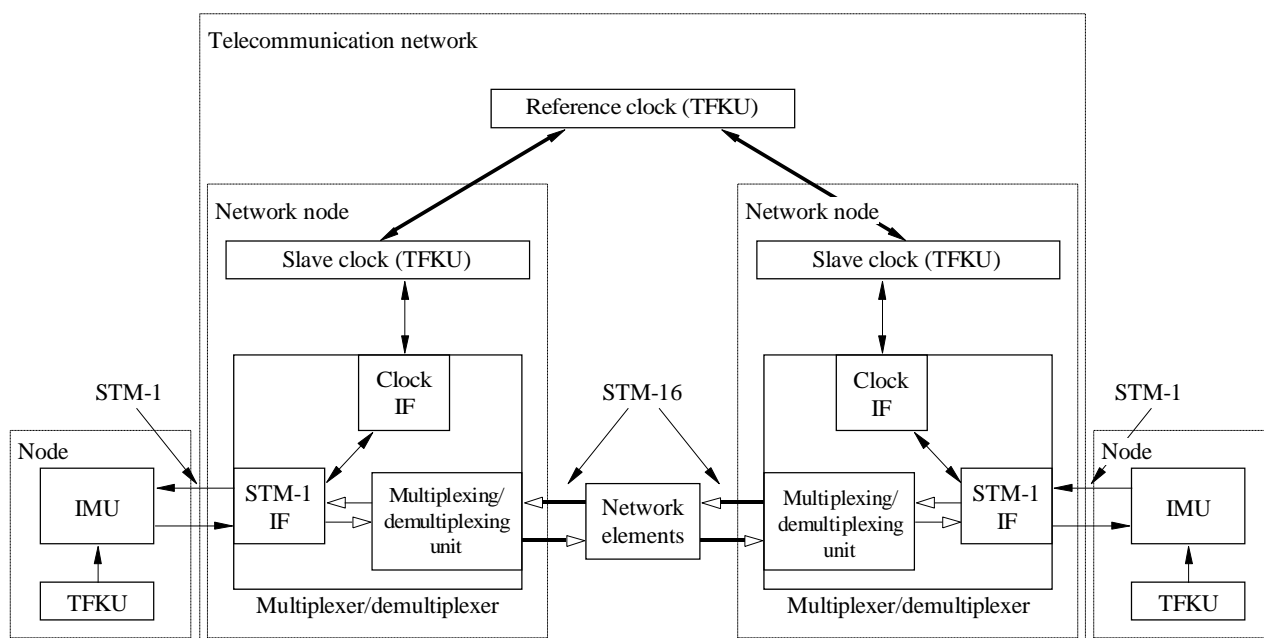 Telecommunication network
Reference clock (TFKU)
Network node
Network node
Slave clock (TFKU)
Slave clock (TFKU)
Clock
IF
Clock
IF
STM-1
STM-16
STM-1
Node
Node
IMU
STM-1
IF
Multiplexing/
demultiplexing
unit
Network
elements
Multiplexing/
demultiplexing
unit
STM-1
IF
IMU
TFKU
Multiplexer/demultiplexer
Multiplexer/demultiplexer
TFKU